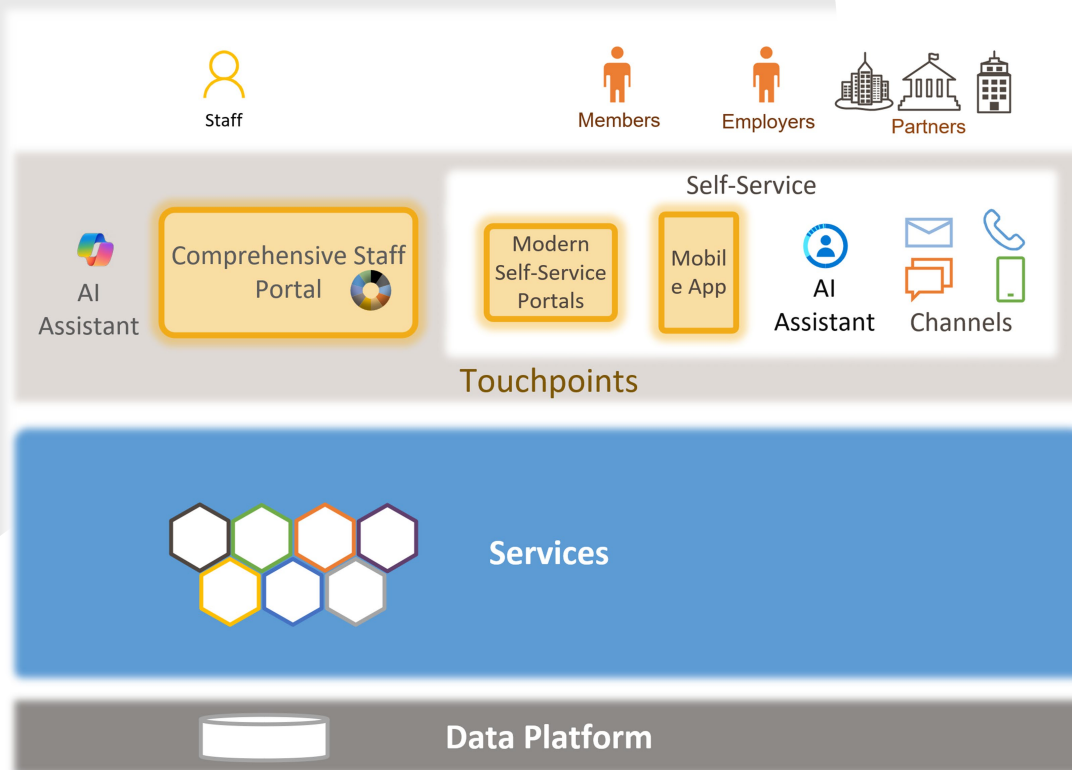 Staff
Members
Employers
Partners
Self-Service
AI
Assistant
Comprehensive Staff
Portal
Modern
Self-Service
Portals
Mobil
e App
AI
Assistant
Channels
Touchpoints
Services
Data Platform